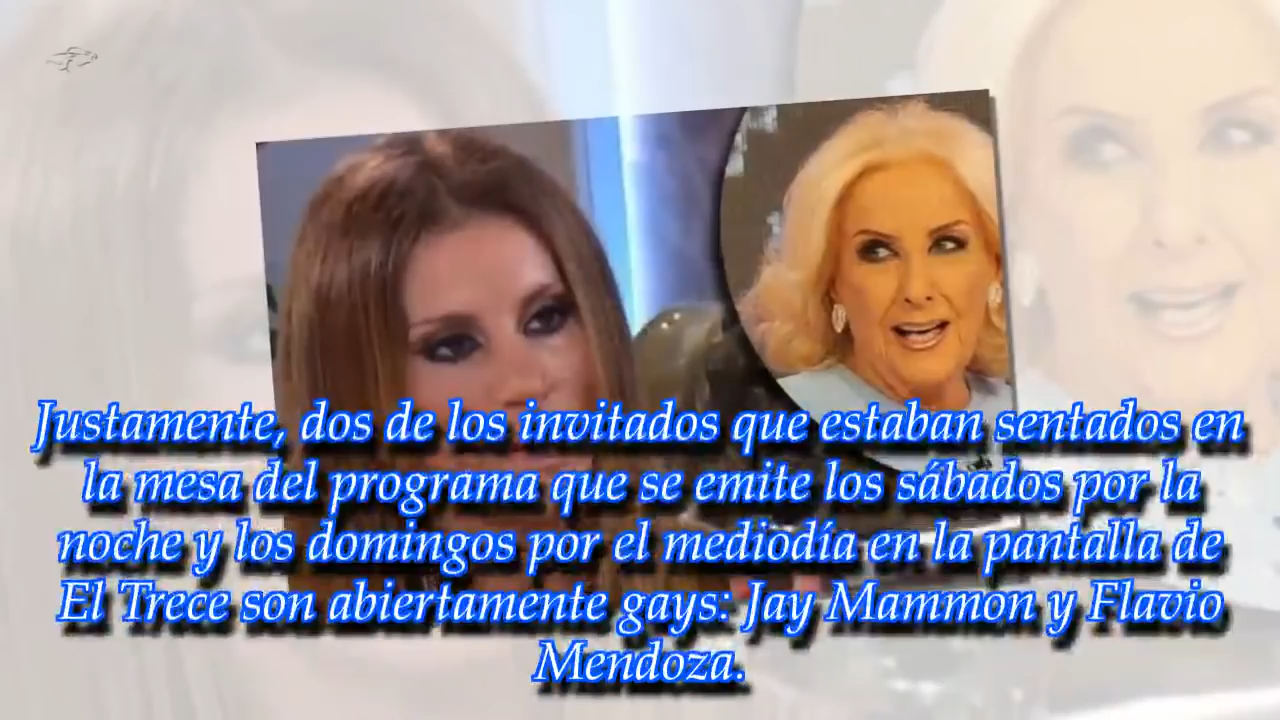 Justamente, dos de los invitados que estaban sentados en
la mesa del programa que se emite los sábados por la
noche y los domingos por el mediodía en la pantalla de
El Trece son abiertamente gays: Jay Mammon y Flavio
Mendoza.